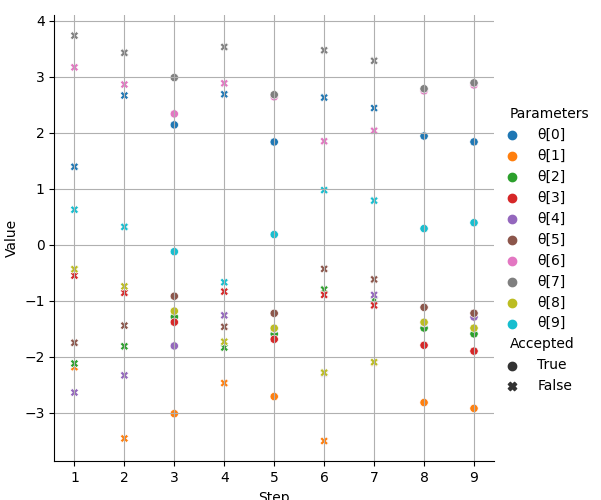 4
3
2
1
0
−1
−2
−3
Value
1 2 3 4 5 6 7 8 9
Step
Parameters
θ[0]
θ[1]
θ[2]
θ[3]
θ[4]
θ[5]
θ[6]
θ[7]
θ[8]
θ[9]
Accepted
True
False